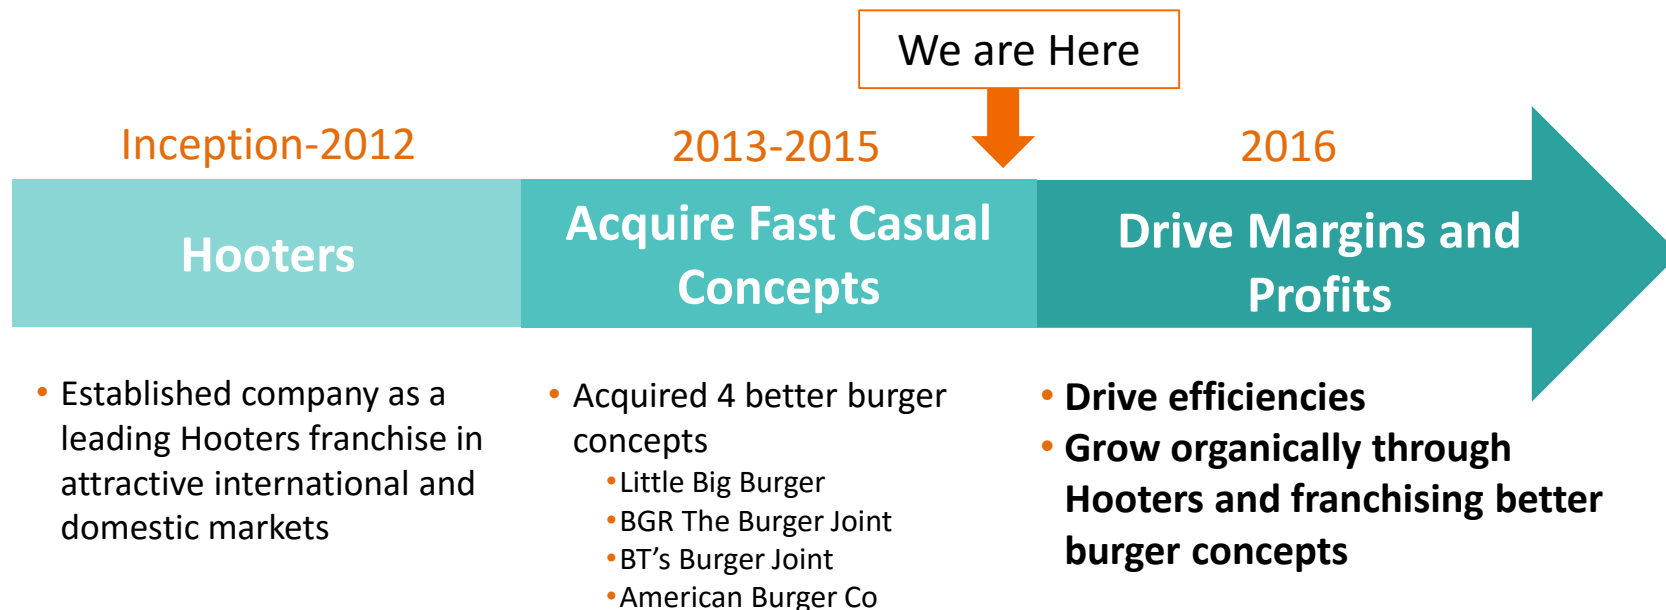 We are Here
Inception-2012
2013-2015
2016
Hooters
Acquire Fast Casual
Concepts
Drive Margins and
Profits
• Established company as a
leading Hooters franchise in
attractive international and
domestic markets
• Acquired 4 better burger
concepts
•Little Big Burger
•BGR The Burger Joint
•BT’s Burger Joint
•American Burger Co
• Drive efficiencies
• Grow organically through
Hooters and franchising better
burger concepts